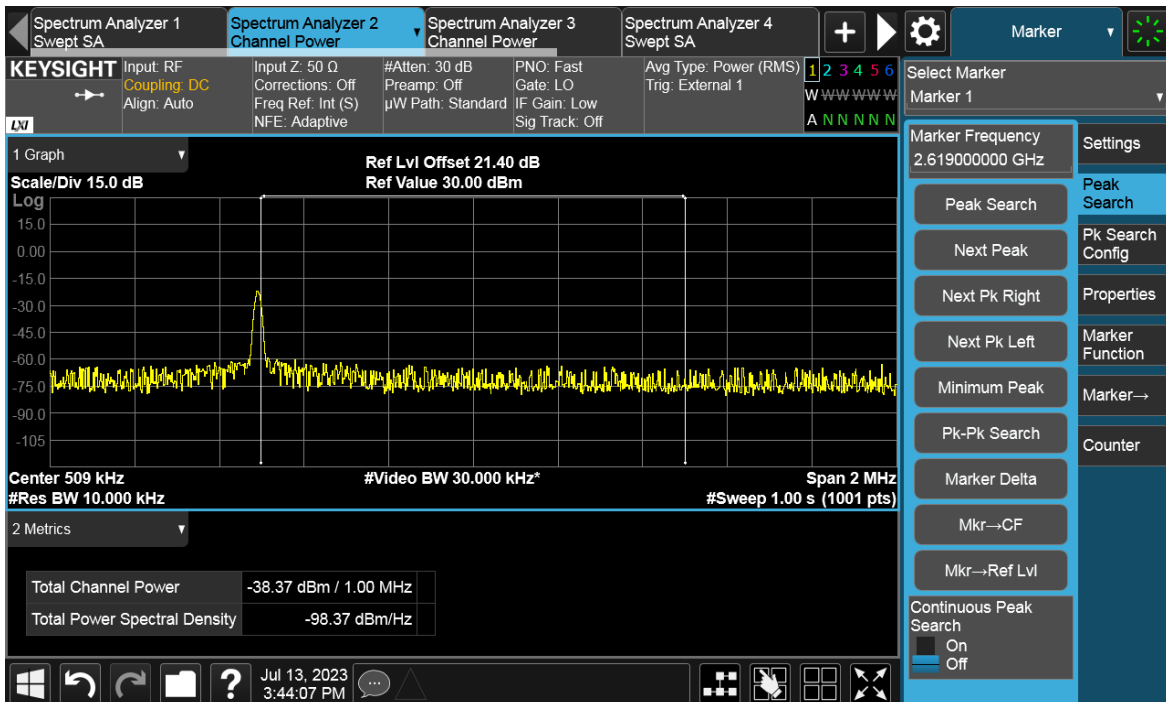 Spectrum Analyzer 1
Swept SA
Spectrum Analyzer 2
Channel Power
Spectrum Analyzer 3
Channel Power
Spectrum Analyzer 4
Swept SA
+
Marker
KEYSIGHT
LXI
Input: RF
Coupling: DC
Align: Auto
Input Z: 50 Ω
Corrections: Off
Freq Ref: Int (S)
NFE: Adaptive
#Atten: 30 dB
Preamp: Off
µW Path: Standard
PNO: Fast
Gate: LO
IF Gain: Low
Sig Track: Off
Avg Type: Power (RMS)
Trig: External 1
1 2 3 4 5 6
W W W W W W
A N N N N N
Select Marker
Marker 1
1 Graph
Scale/Div 15.0 dB
Ref Lvl Offset 21.40 dB
Ref Value 30.00 dBm
Log
15.0
0.00
-15.0
-30.0
-45.0
-60.0
-75.0
-90.0
-105
Center 509 kHz
#Res BW 10.000 kHz
#Video BW 30.000 kHz*
Span 2 MHz
#Sweep 1.00 s (1001 pts)
2 Metrics
Total Channel Power -38.37 dBm / 1.00 MHz
Total Power Spectral Density -98.37 dBm/Hz
Marker Frequency
2.619000000 GHz
Peak Search
Next Peak
Next Pk Right
Next Pk Left
Minimum Peak
Pk-Pk Search
Marker Delta
Mkr→CF
Mkr→Ref Lvl
Continuous Peak
Search
On
Off
Settings
Peak
Search
Pk Search
Config
Properties
Marker
Function
Marker→
Counter
?
Jul 13, 2023
3:44:07 PM